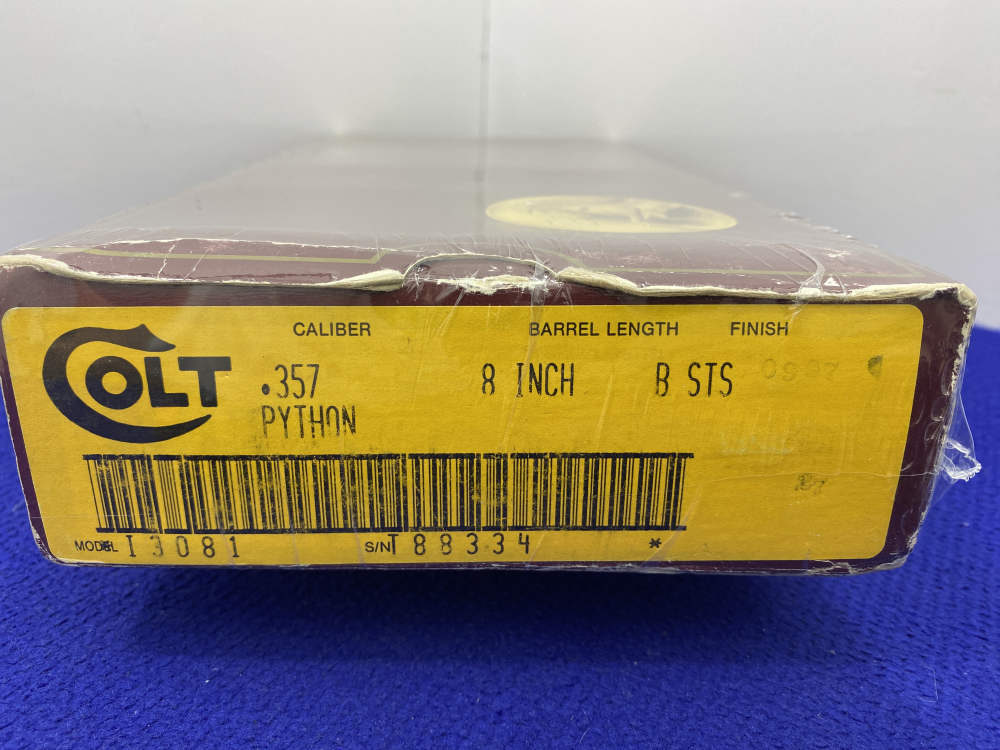 COLT
CALIBER BARREL LENGTH FINISH
.357 8 INCH B STS
PYTHON
MODEL * I3081 S/N T88334 *